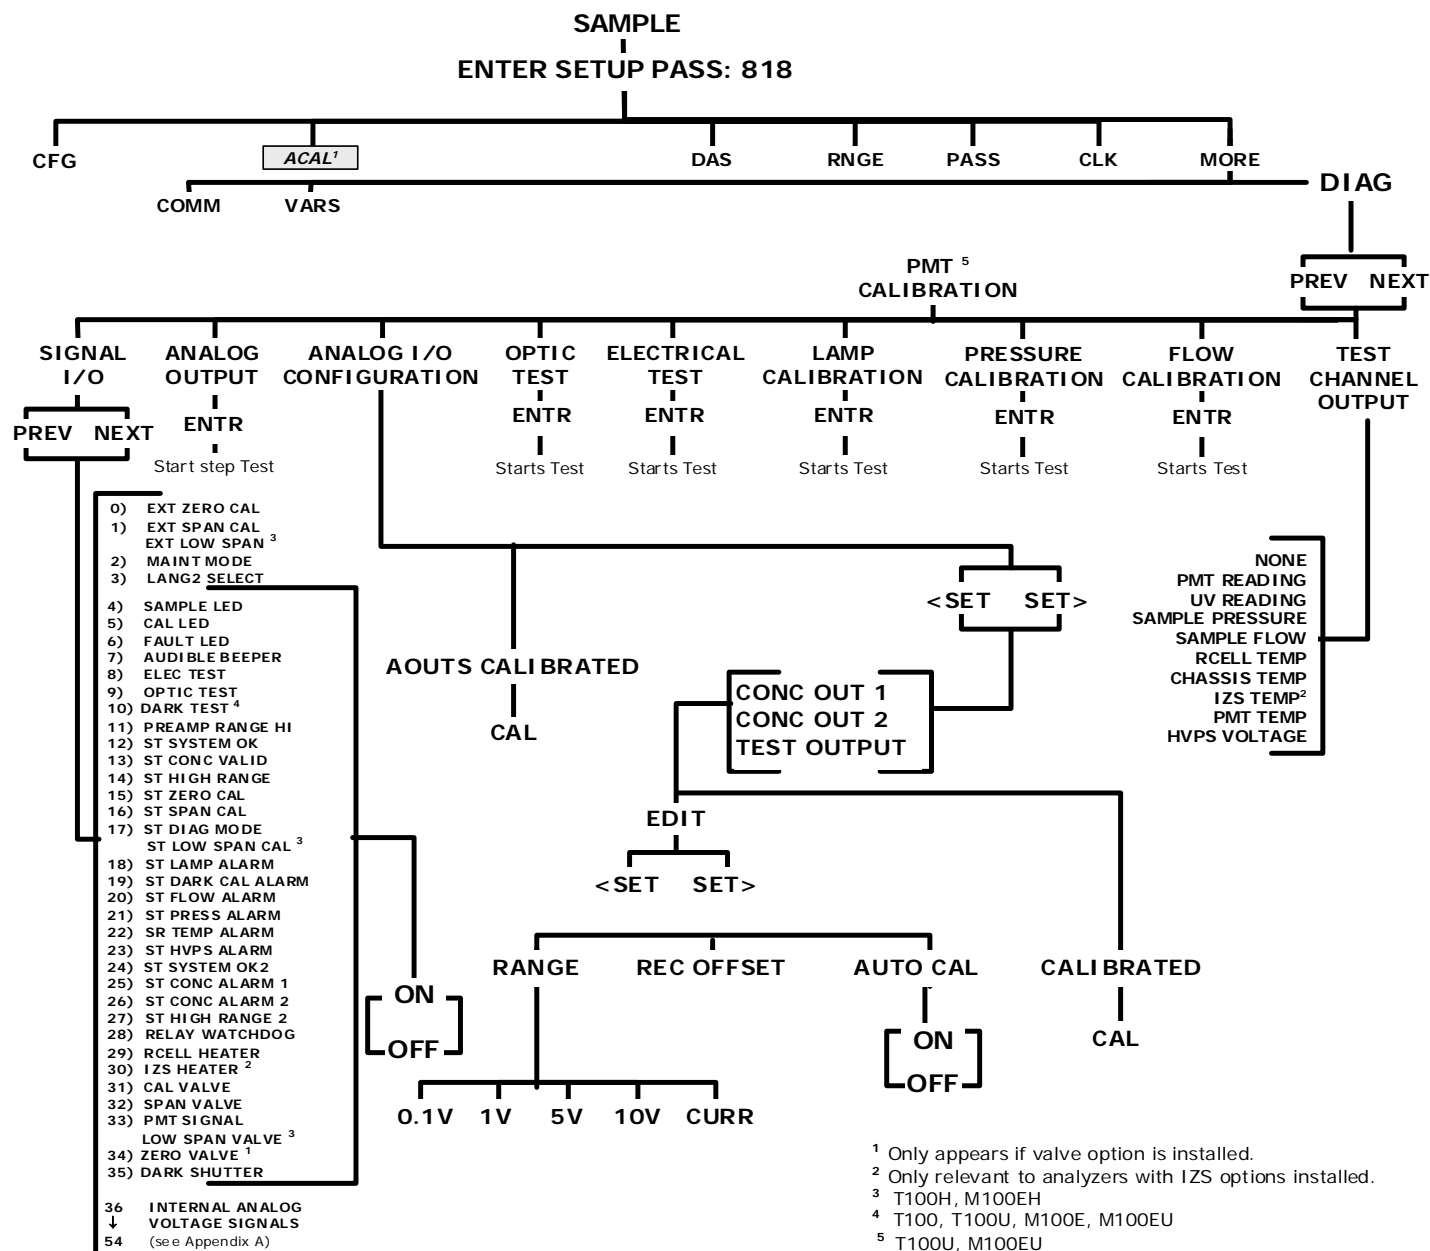 SAMPLE
ENTER SETUP PASS: 818
CFG
ACAL¹
DAS
RNGE
PASS
CLK
MORE
COMM
VARS
DIAG
PREV NEXT
PMT ⁵
CALIBRATION
SIGNAL
I/O
PREV NEXT
ANALOG
OUTPUT
ENTR
Start step Test
ANALOG I/O
CONFIGURATION
OPTIC
TEST
ENTR
Starts Test
ELECTRICAL
TEST
ENTR
Starts Test
LAMP
CALIBRATION
ENTR
Starts Test
PRESSURE
CALIBRATION
ENTR
Starts Test
FLOW
CALIBRATION
ENTR
Starts Test
TEST
CHANNEL
OUTPUT
0) EXT ZERO CAL
1) EXT SPAN CAL
EXT LOW SPAN ³
2) MAINT MODE
3) LANG2 SELECT
4) SAMPLE LED
5) CAL LED
6) FAULT LED
7) AUDIBLE BEEPER
8) ELEC TEST
9) OPTIC TEST
10) DARK TEST ⁴
11) PREAMP RANGE HI
12) ST SYSTEM OK
13) ST CONC VALID
14) ST HIGH RANGE
15) ST ZERO CAL
16) ST SPAN CAL
17) ST DIAG MODE
ST LOW SPAN CAL ³
18) ST LAMP ALARM
19) ST DARK CAL ALARM
20) ST FLOW ALARM
21) ST PRESS ALARM
22) SR TEMP ALARM
23) ST HVPS ALARM
24) ST SYSTEM OK2
25) ST CONC ALARM 1
26) ST CONC ALARM 2
27) ST HIGH RANGE 2
28) RELAY WATCHDOG
29) RCELL HEATER
30) IZS HEATER ²
31) CAL VALVE
32) SPAN VALVE
33) PMT SIGNAL
LOW SPAN VALVE ³
34) ZERO VALVE ¹
35) DARK SHUTTER
36 INTERNAL ANALOG
↓ VOLTAGE SIGNALS
54 (see Appendix A)
ON
OFF
AOUTS CALIBRATED
CAL
<SET SET>
CONC OUT 1
CONC OUT 2
TEST OUTPUT
EDIT
<SET SET>
RANGE
REC OFFSET
AUTO CAL
CALIBRATED
CAL
ON
OFF
0.1V 1V 5V 10V CURR
NONE
PMT READING
UV READING
SAMPLE PRESSURE
SAMPLE FLOW
RCELL TEMP
CHASSIS TEMP
IZS TEMP²
PMT TEMP
HVPS VOLTAGE
¹ Only appears if valve option is installed.
² Only relevant to analyzers with IZS options installed.
³ T100H, M100EH
⁴ T100, T100U, M100E, M100EU
⁵ T100U, M100EU